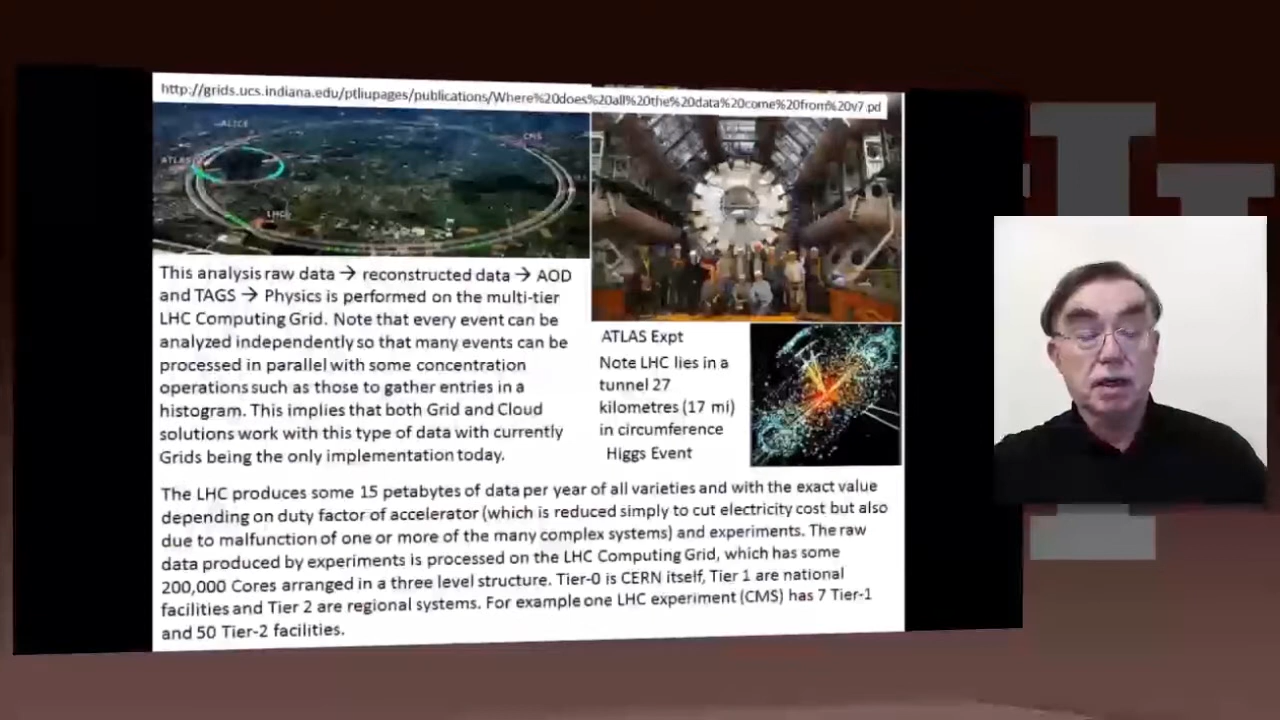 http://grids.ucs.indiana.edu/ptliupages/publications/Where%20does%20all%20the%20data%20come%20from%20v7.pd
ALICE
CMS
ATLAS
LHC
This analysis raw data → reconstructed data → AOD
and TAGS → Physics is performed on the multi-tier
LHC Computing Grid. Note that every event can be
analyzed independently so that many events can be
processed in parallel with some concentration
operations such as those to gather entries in a
histogram. This implies that both Grid and Cloud
solutions work with this type of data with currently
Grids being the only implementation today.
ATLAS Expt
Note LHC lies in a
tunnel 27
kilometres (17 mi)
in circumference
Higgs Event
The LHC produces some 15 petabytes of data per year of all varieties and with the exact value
depending on duty factor of accelerator (which is reduced simply to cut electricity cost but also
due to malfunction of one or more of the many complex systems) and experiments. The raw
data produced by experiments is processed on the LHC Computing Grid, which has some
200,000 Cores arranged in a three level structure. Tier-0 is CERN itself, Tier 1 are national
facilities and Tier 2 are regional systems. For example one LHC experiment (CMS) has 7 Tier-1
and 50 Tier-2 facilities.